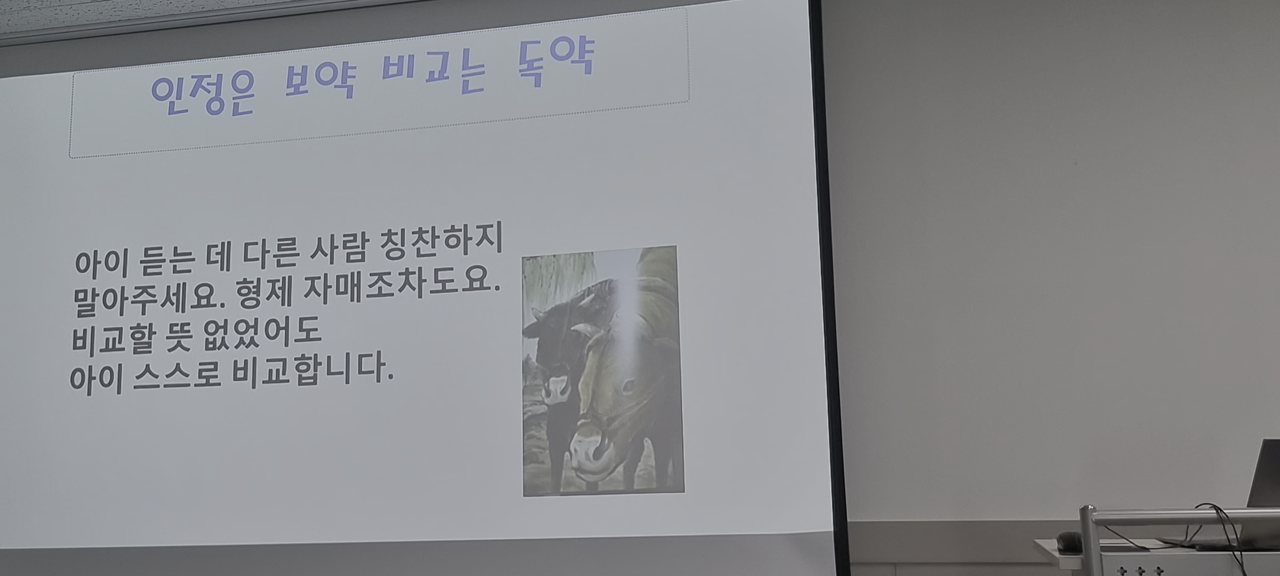 인정은 보약 비교는 독약
아이 듣는 데 다른 사람 칭찬하지
말아주세요. 형제 자매조차도요.
비교할 뜻 없었어도
아이 스스로 비교합니다.